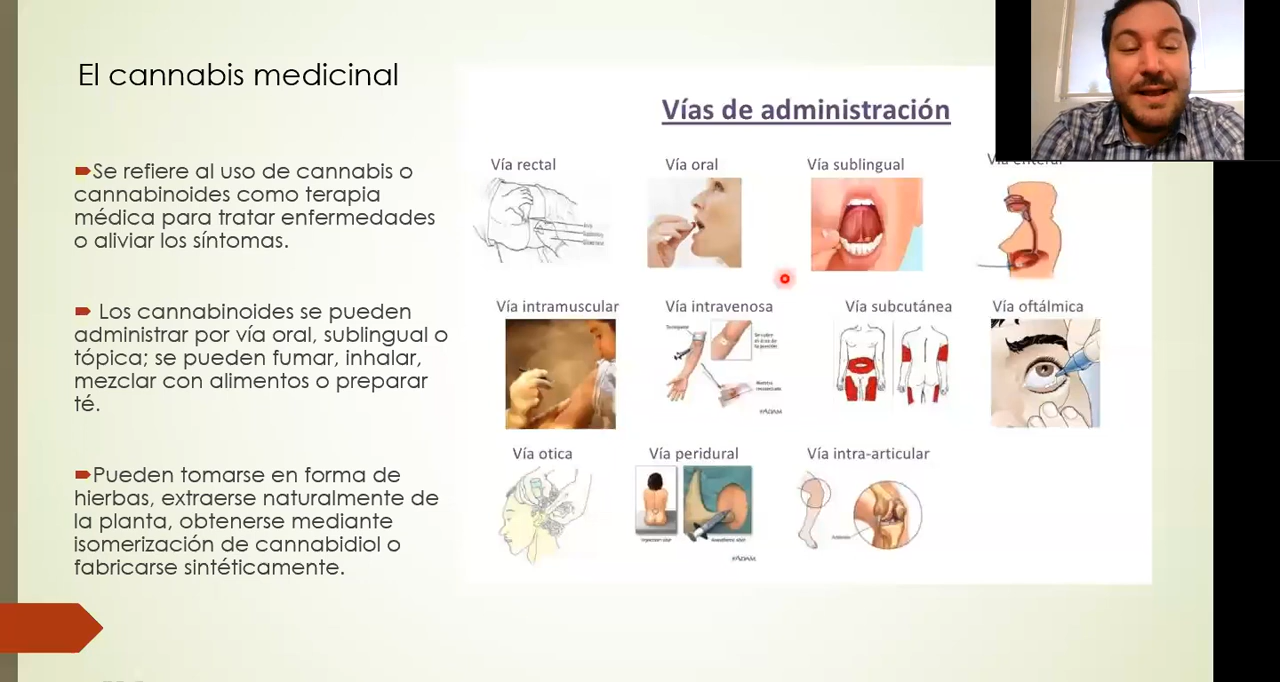 El cannabis medicinal
Se refiere al uso de cannabis o
cannabinoides como terapia
médica para tratar enfermedades
o aliviar los síntomas.
Los cannabinoides se pueden
administrar por vía oral, sublingual o
tópica; se pueden fumar, inhalar,
mezclar con alimentos o preparar
té.
Pueden tomarse en forma de
hierbas, extraerse naturalmente de
la planta, obtenerse mediante
isomerización de cannabidiol o
fabricarse sintéticamente.
Vías de administración
Vía rectal
Vía oral
Vía sublingual
Vía enteral
Vía intramuscular
Vía intravenosa
Vía subcutánea
Vía oftálmica
Vía otica
Vía peridural
Vía intra-articular
*ADAM
*ADAM